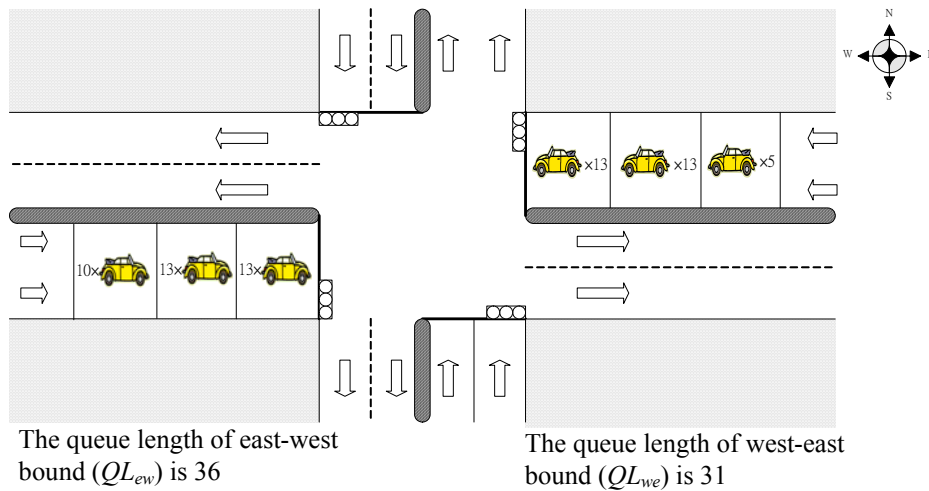 N
W
S
×13
×13
×5
10×
13×
13×
The queue length of east-west
bound (QLew) is 36
The queue length of west-east
bound (QLwe) is 31